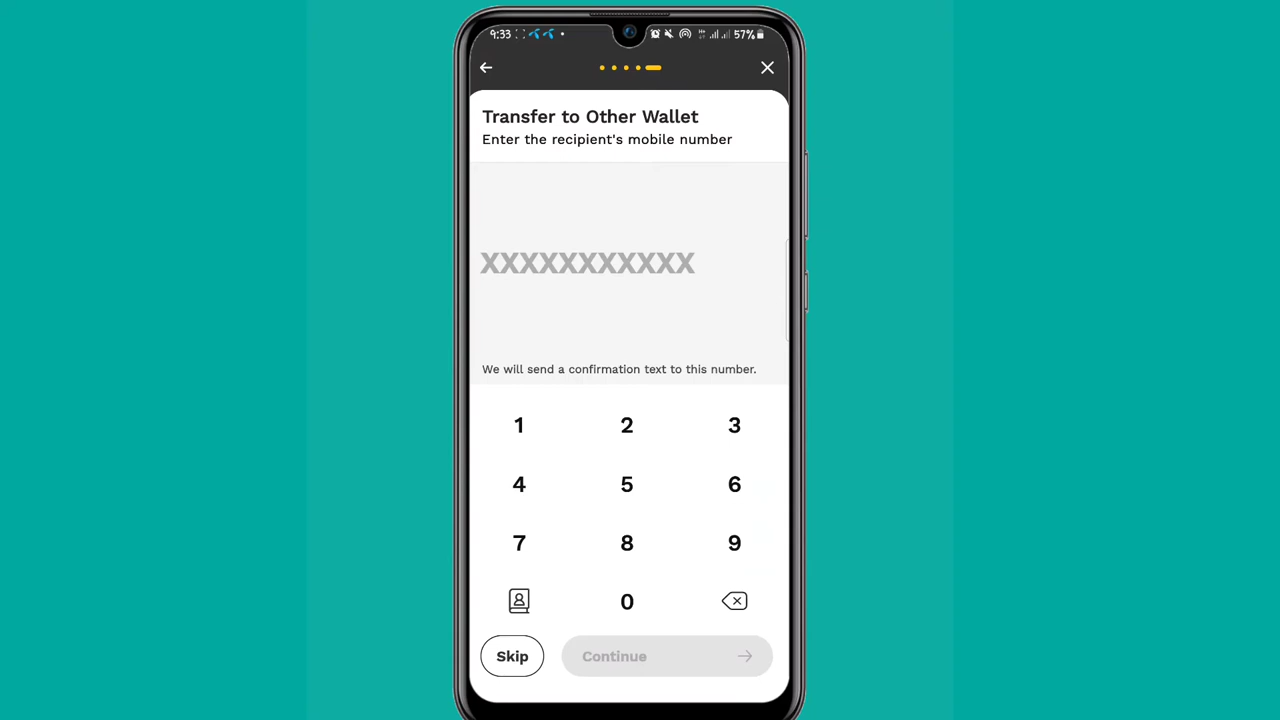 9:33 57%
Transfer to Other Wallet
Enter the recipient's mobile number
XXXXXXXXXXX
We will send a confirmation text to this number.
1 2 3
4 5 6
7 8 9
0
Skip Continue